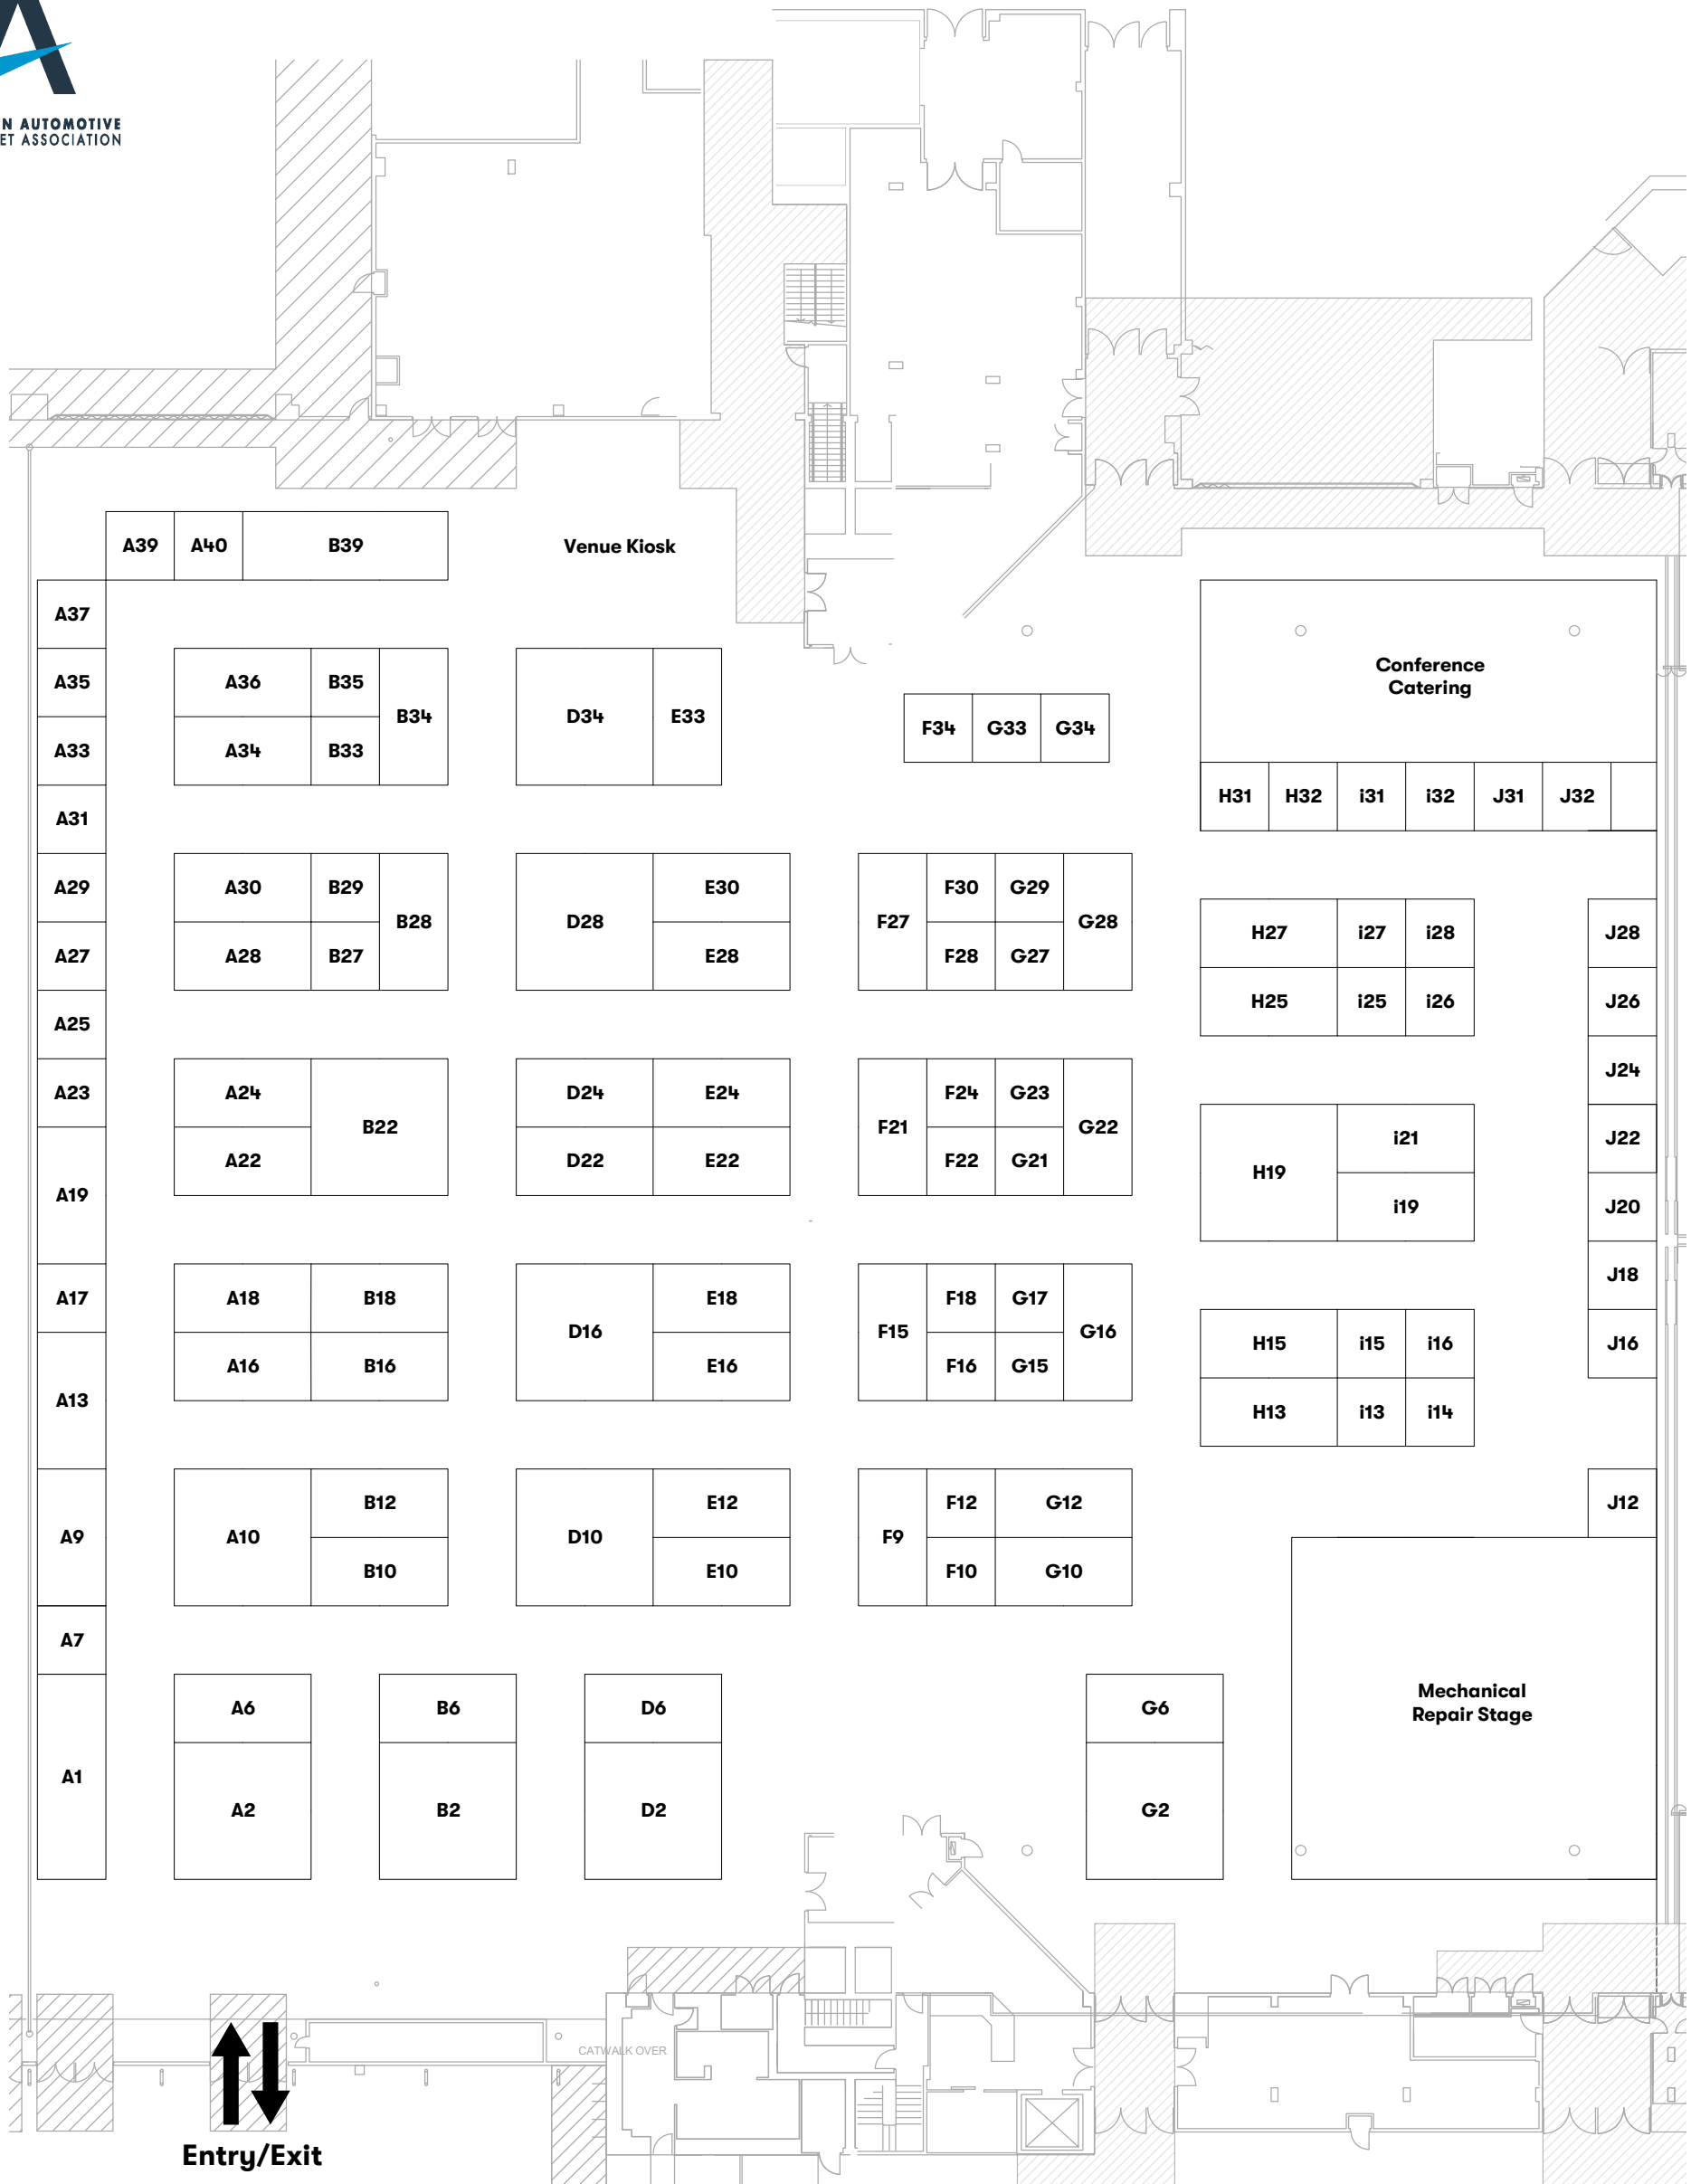 N AUTOMOTIVE
ET ASSOCIATION
A39 A40 B39 Venue Kiosk
A37
Conference
Catering
A35 A36 B35
B34 D34 E33
F34 G33 G34
A33 A34 B33
H31 H32 i31 i32 J31 J32
A31
A29 A30 B29 E30 F30 G29
B28 D28 F27 G28
H27 i27 i28 J28
A27 A28 B27 E28 F28 G27
H25 i25 i26 J26
A25
J24
A23 A24 D24 E24 F24 G23
B22 F21 G22
i21 J22
A22 D22 E22 F22 G21
H19
A19
i19 J20
J18
A17 A18 B18 E18 F18 G17
D16 F15 G16
H15 i15 i16 J16
A16 B16 E16 F16 G15
A13
H13 i13 i14
B12 E12 F12 G12 J12
A9 A10 D10 F9
B10 E10 F10 G10
A7
Mechanical
Repair Stage
A6 B6 D6 G6
A1
A2 B2 D2 G2
CATWALK OVER
Entry/Exit